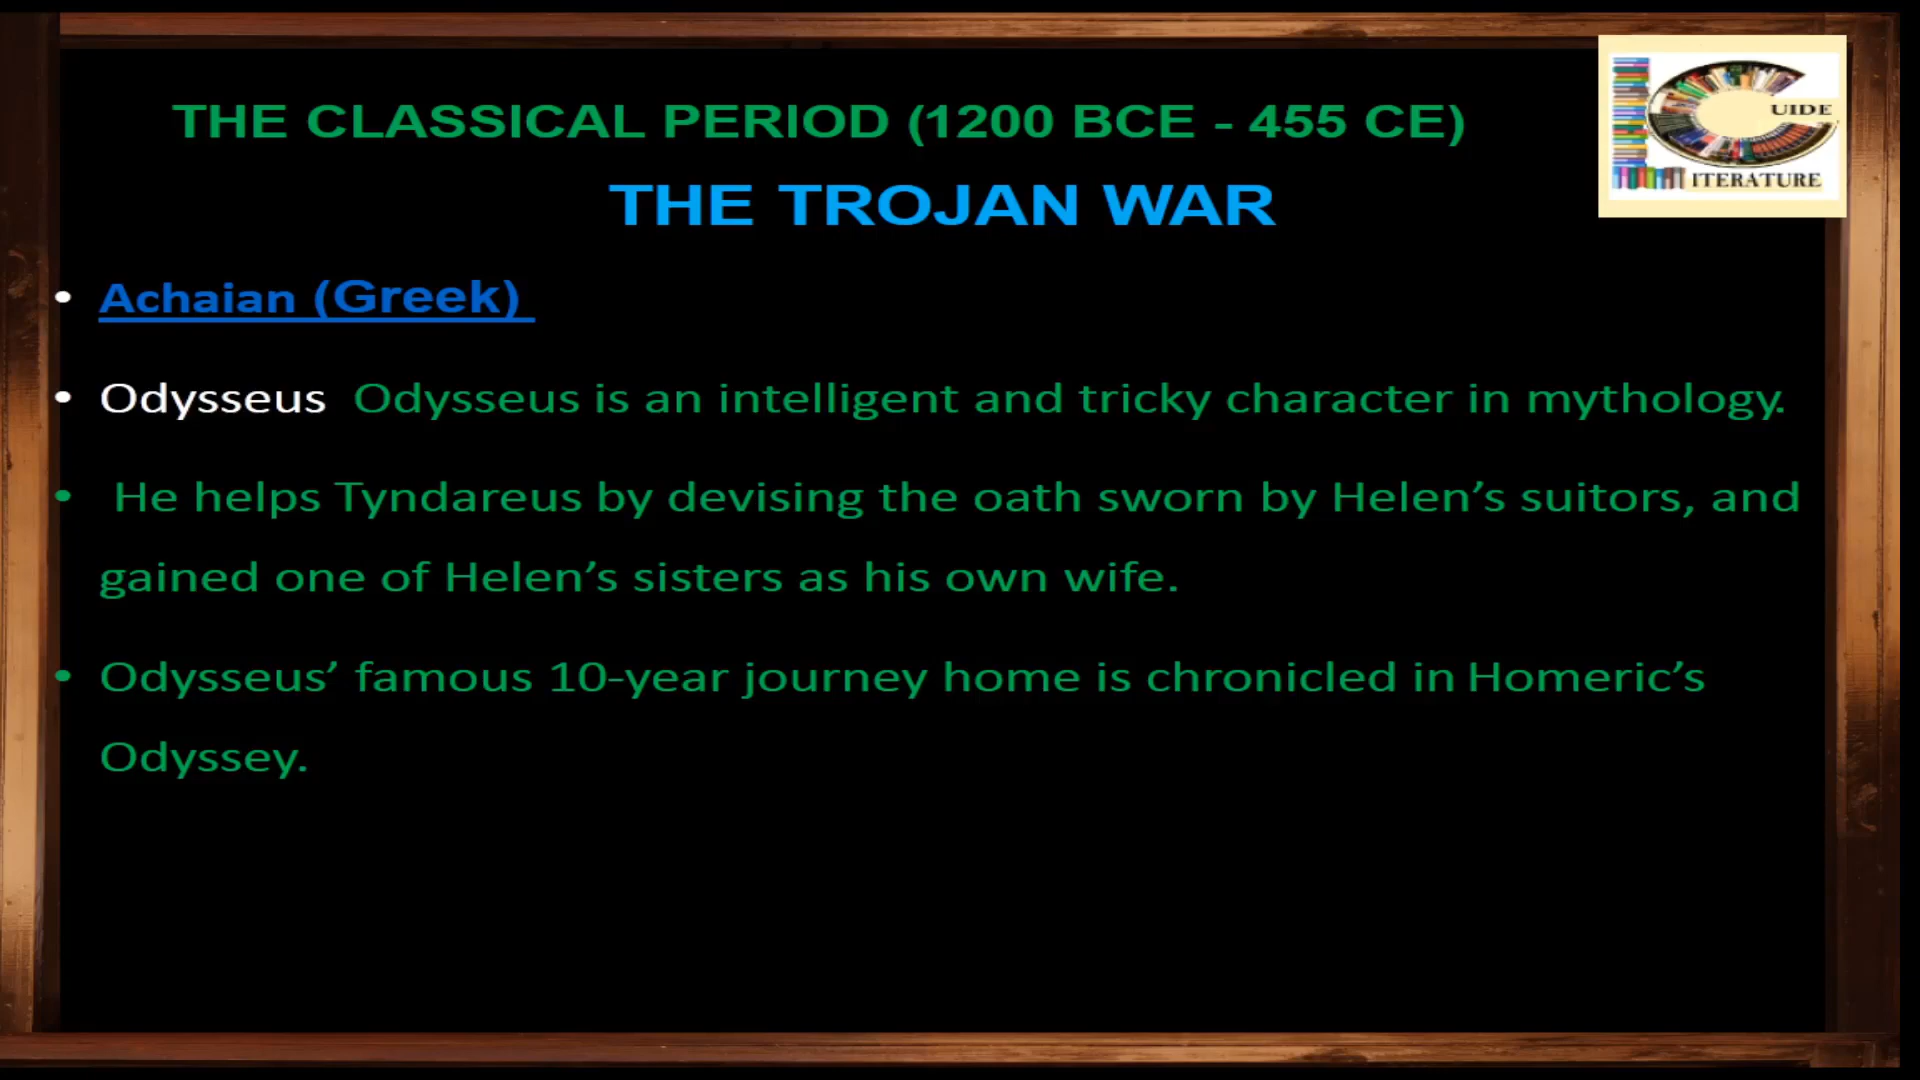 THE CLASSICAL PERIOD (1200 BCE - 455 CE)
UIDE
ITERATURE
THE TROJAN WAR
• Achaian (Greek)
• Odysseus Odysseus is an intelligent and tricky character in mythology.
• He helps Tyndareus by devising the oath sworn by Helen’s suitors, and
gained one of Helen’s sisters as his own wife.
• Odysseus’ famous 10-year journey home is chronicled in Homeric’s
Odyssey.